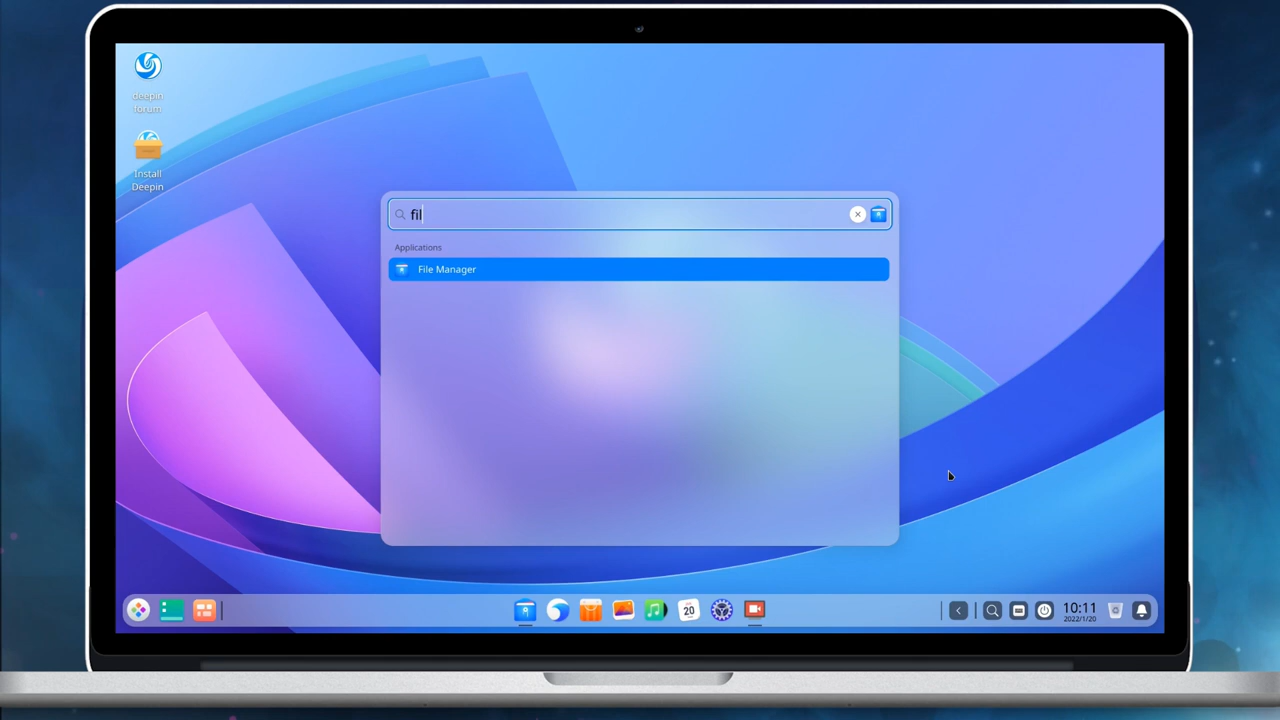 deepin
forum
Install
Deepin
fil
Applications
File Manager
20
10:11
2022/1/20